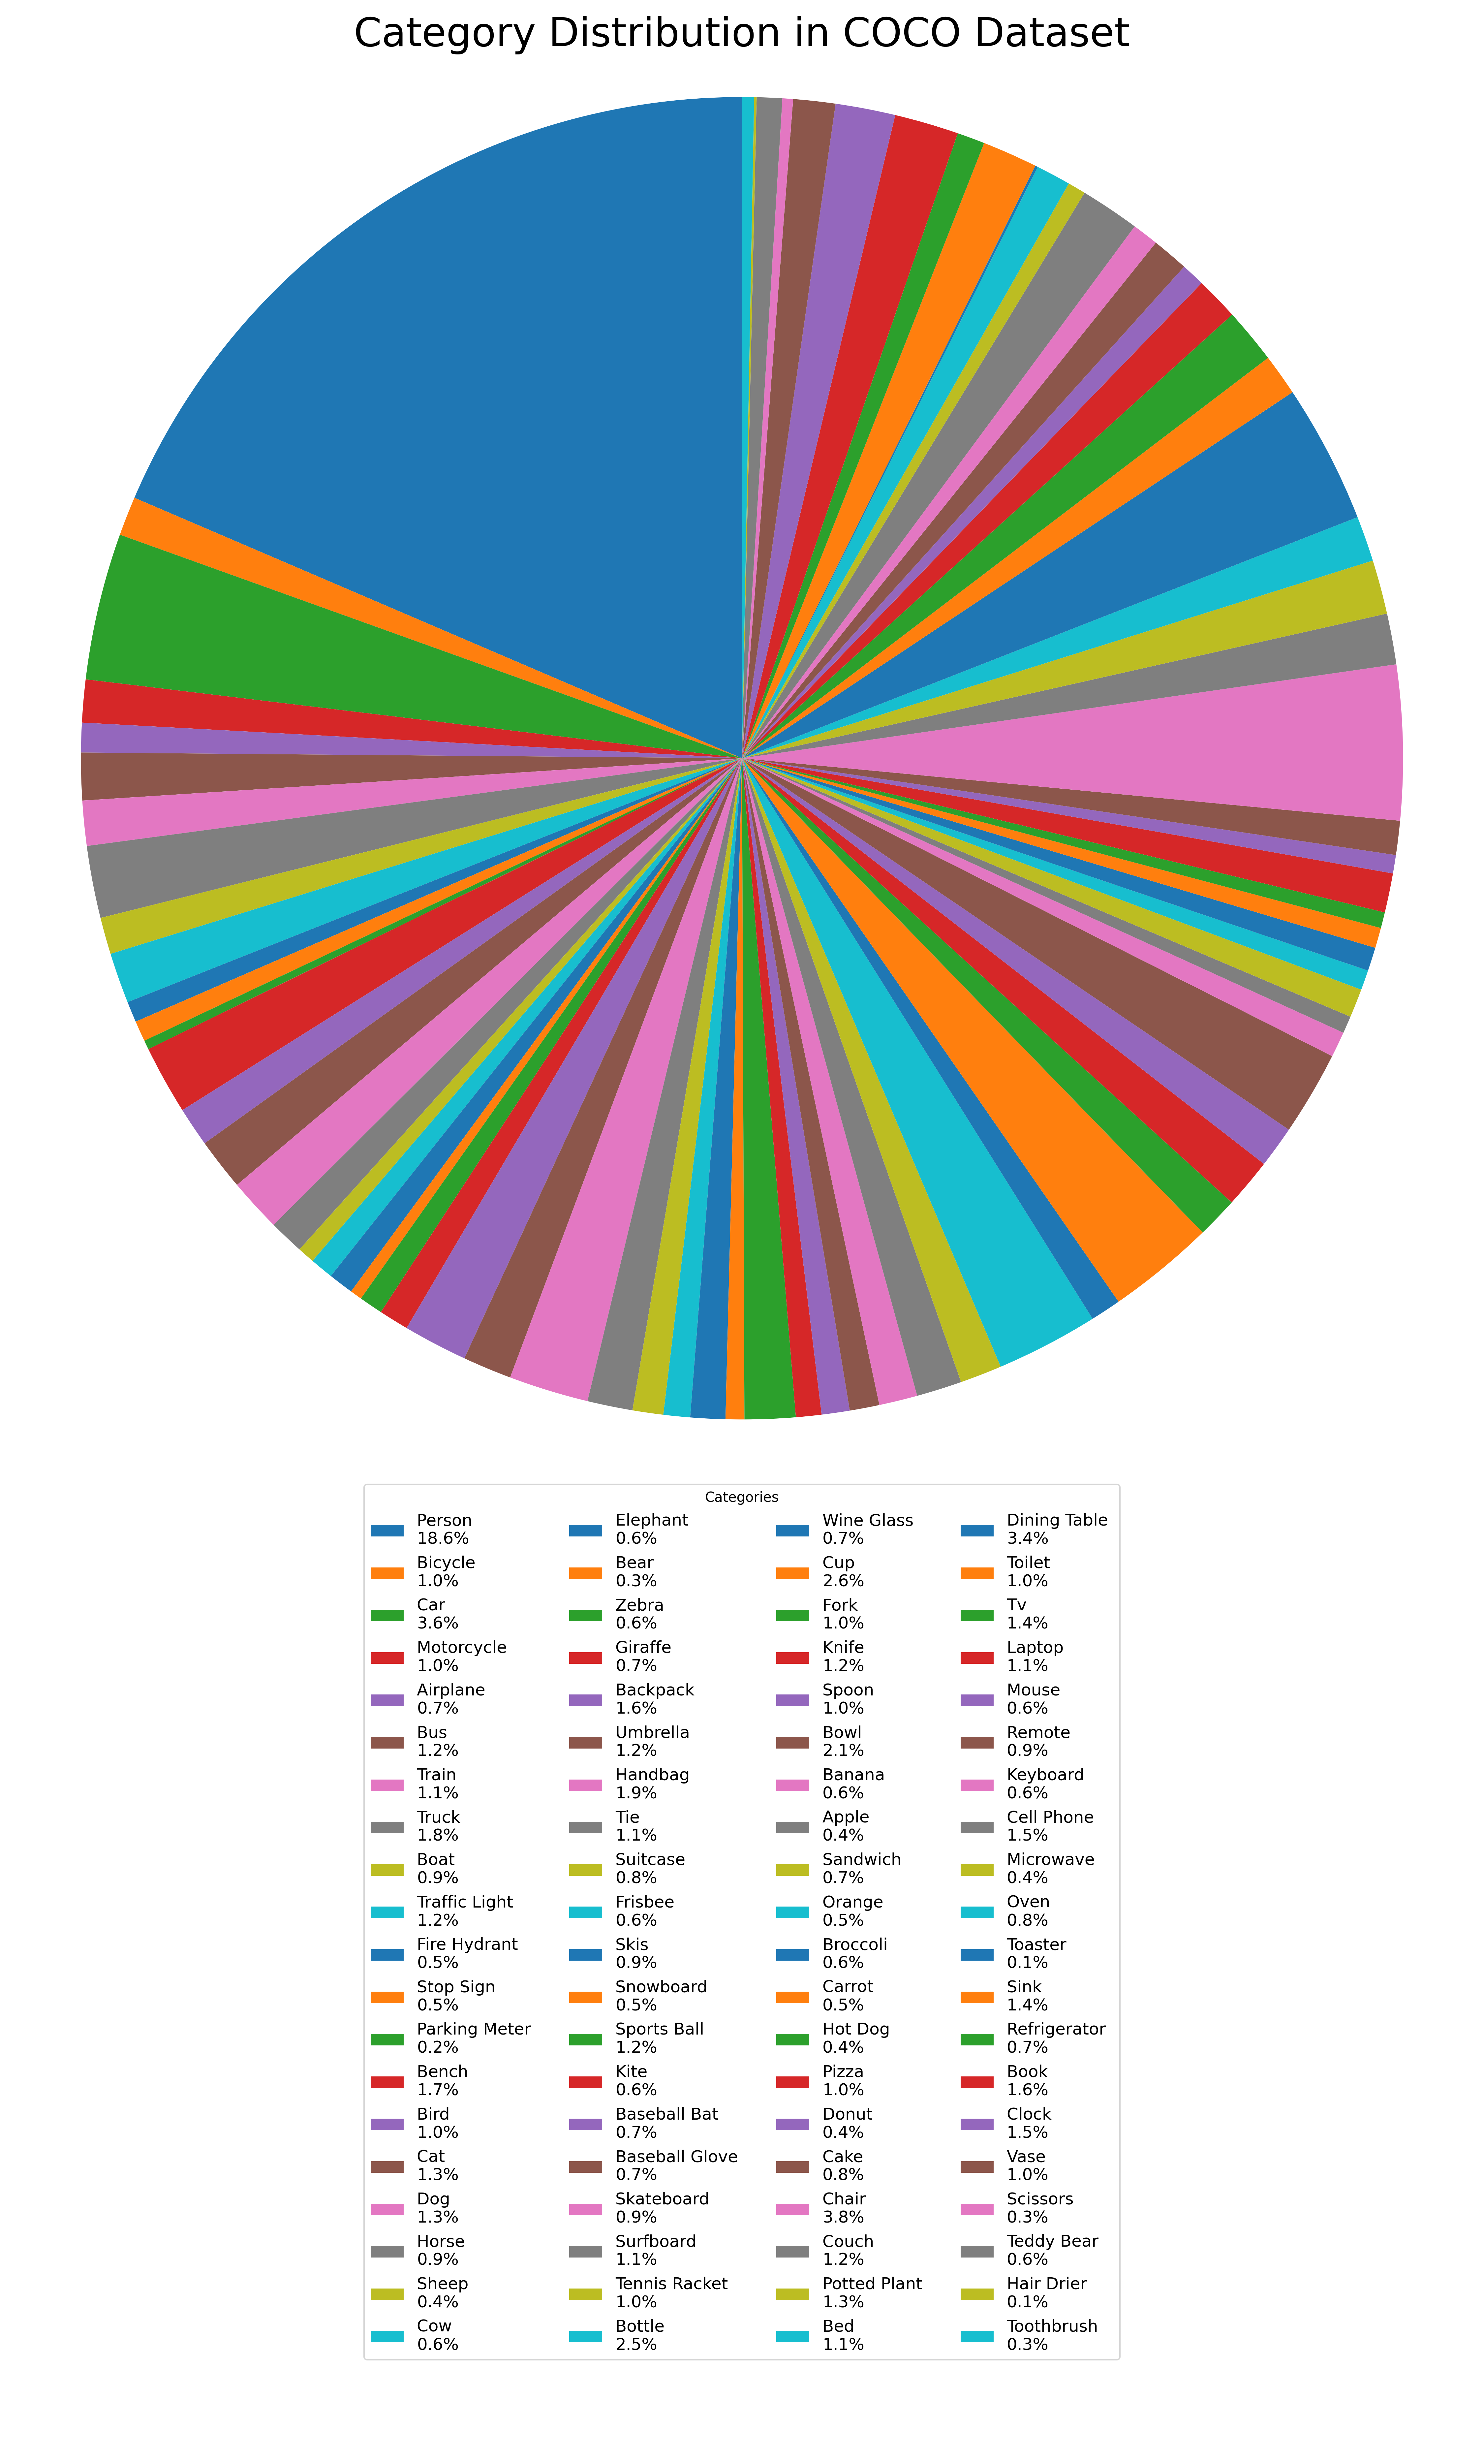 Category Distribution in COCO Dataset
Categories
Person
18.6%
Bicycle
1.0%
Car
3.6%
Motorcycle
1.0%
Airplane
0.7%
Bus
1.2%
Train
1.1%
Truck
1.8%
Boat
0.9%
Traffic Light
1.2%
Fire Hydrant
0.5%
Stop Sign
0.5%
Parking Meter
0.2%
Bench
1.7%
Bird
1.0%
Cat
1.3%
Dog
1.3%
Horse
0.9%
Sheep
0.4%
Cow
0.6%
Elephant
0.6%
Bear
0.3%
Zebra
0.6%
Giraffe
0.7%
Backpack
1.6%
Umbrella
1.2%
Handbag
1.9%
Tie
1.1%
Suitcase
0.8%
Frisbee
0.6%
Skis
0.9%
Snowboard
0.5%
Sports Ball
1.2%
Kite
0.6%
Baseball Bat
0.7%
Baseball Glove
0.7%
Skateboard
0.9%
Surfboard
1.1%
Tennis Racket
1.0%
Bottle
2.5%
Wine Glass
0.7%
Cup
2.6%
Fork
1.0%
Knife
1.2%
Spoon
1.0%
Bowl
2.1%
Banana
0.6%
Apple
0.4%
Sandwich
0.7%
Orange
0.5%
Broccoli
0.6%
Carrot
0.5%
Hot Dog
0.4%
Pizza
1.0%
Donut
0.4%
Cake
0.8%
Chair
3.8%
Couch
1.2%
Potted Plant
1.3%
Bed
1.1%
Dining Table
3.4%
Toilet
1.0%
Tv
1.4%
Laptop
1.1%
Mouse
0.6%
Remote
0.9%
Keyboard
0.6%
Cell Phone
1.5%
Microwave
0.4%
Oven
0.8%
Toaster
0.1%
Sink
1.4%
Refrigerator
0.7%
Book
1.6%
Clock
1.5%
Vase
1.0%
Scissors
0.3%
Teddy Bear
0.6%
Hair Drier
0.1%
Toothbrush
0.3%